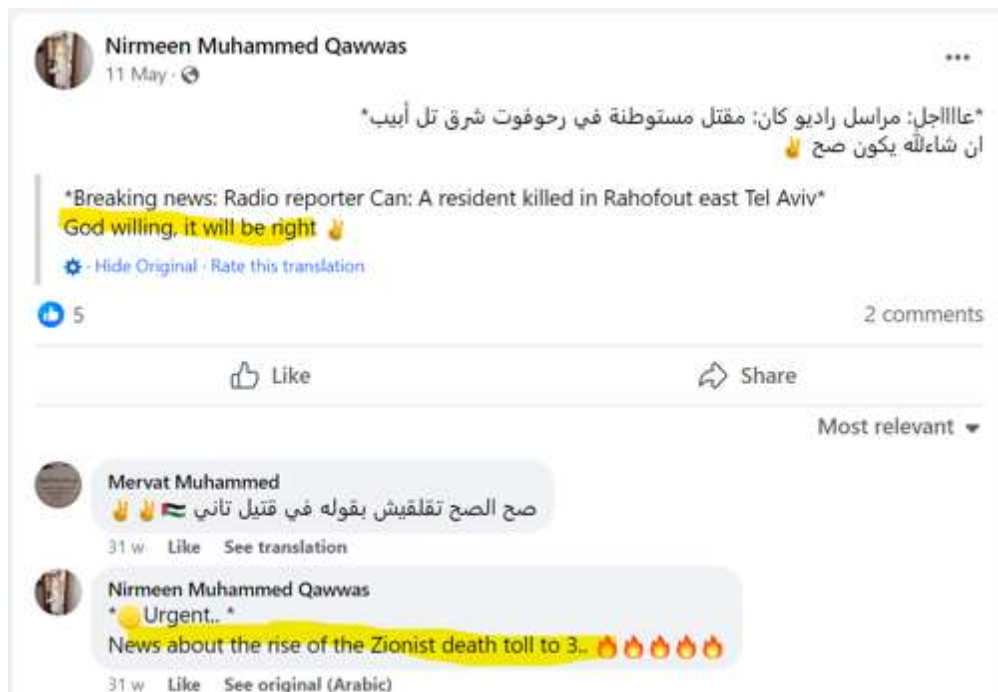 Nirmeen Muhammed Qawwas
11 May
*عااااجل: مراسل راديو كان: مقتل مستوطنة في رحوفوت شرق تل أبيب*
ان شاءلله يكون صح ✌
*Breaking news: Radio reporter Can: A resident killed in Rahofout east Tel Aviv*
God willing, it will be right ✌
· Hide Original · Rate this translation
5
2 comments
Like
Share
Most relevant
Mervat Muhammed
صح الصح تقلقيش بقوله في قتيل تاني 🇵🇸 ✌ ✌
31 w Like See translation
Nirmeen Muhammed Qawwas
*🟡Urgent.. *
News about the rise of the Zionist death toll to 3.. 🔥🔥🔥🔥🔥
31 w Like See original (Arabic)